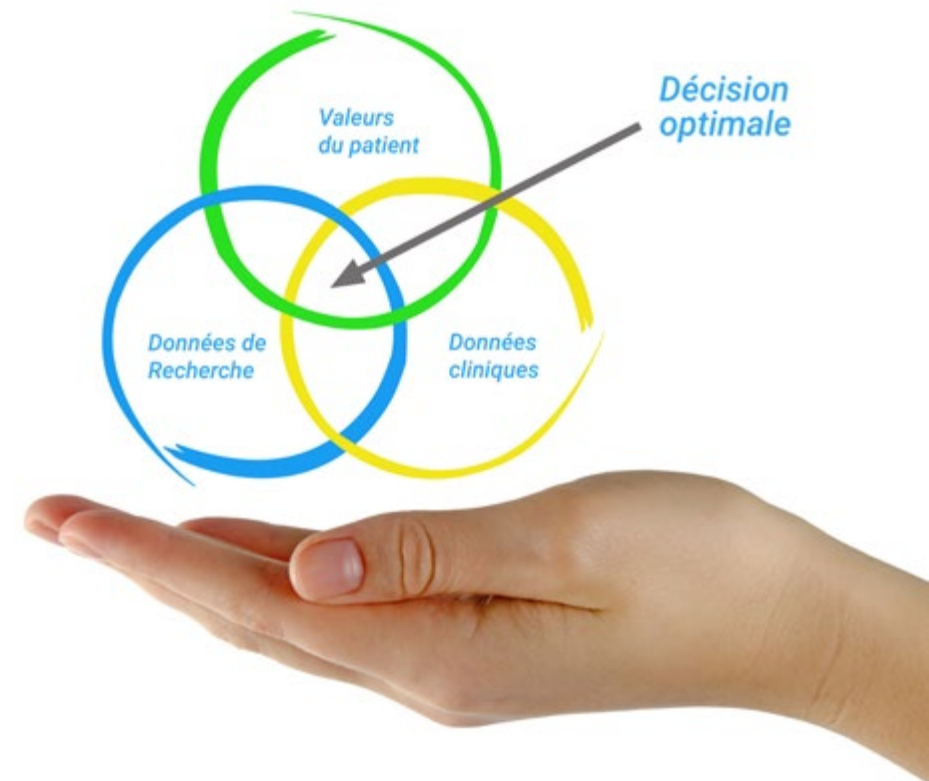 Valeurs
du patient
Décision
optimale
Données de
Recherche
Données
cliniques